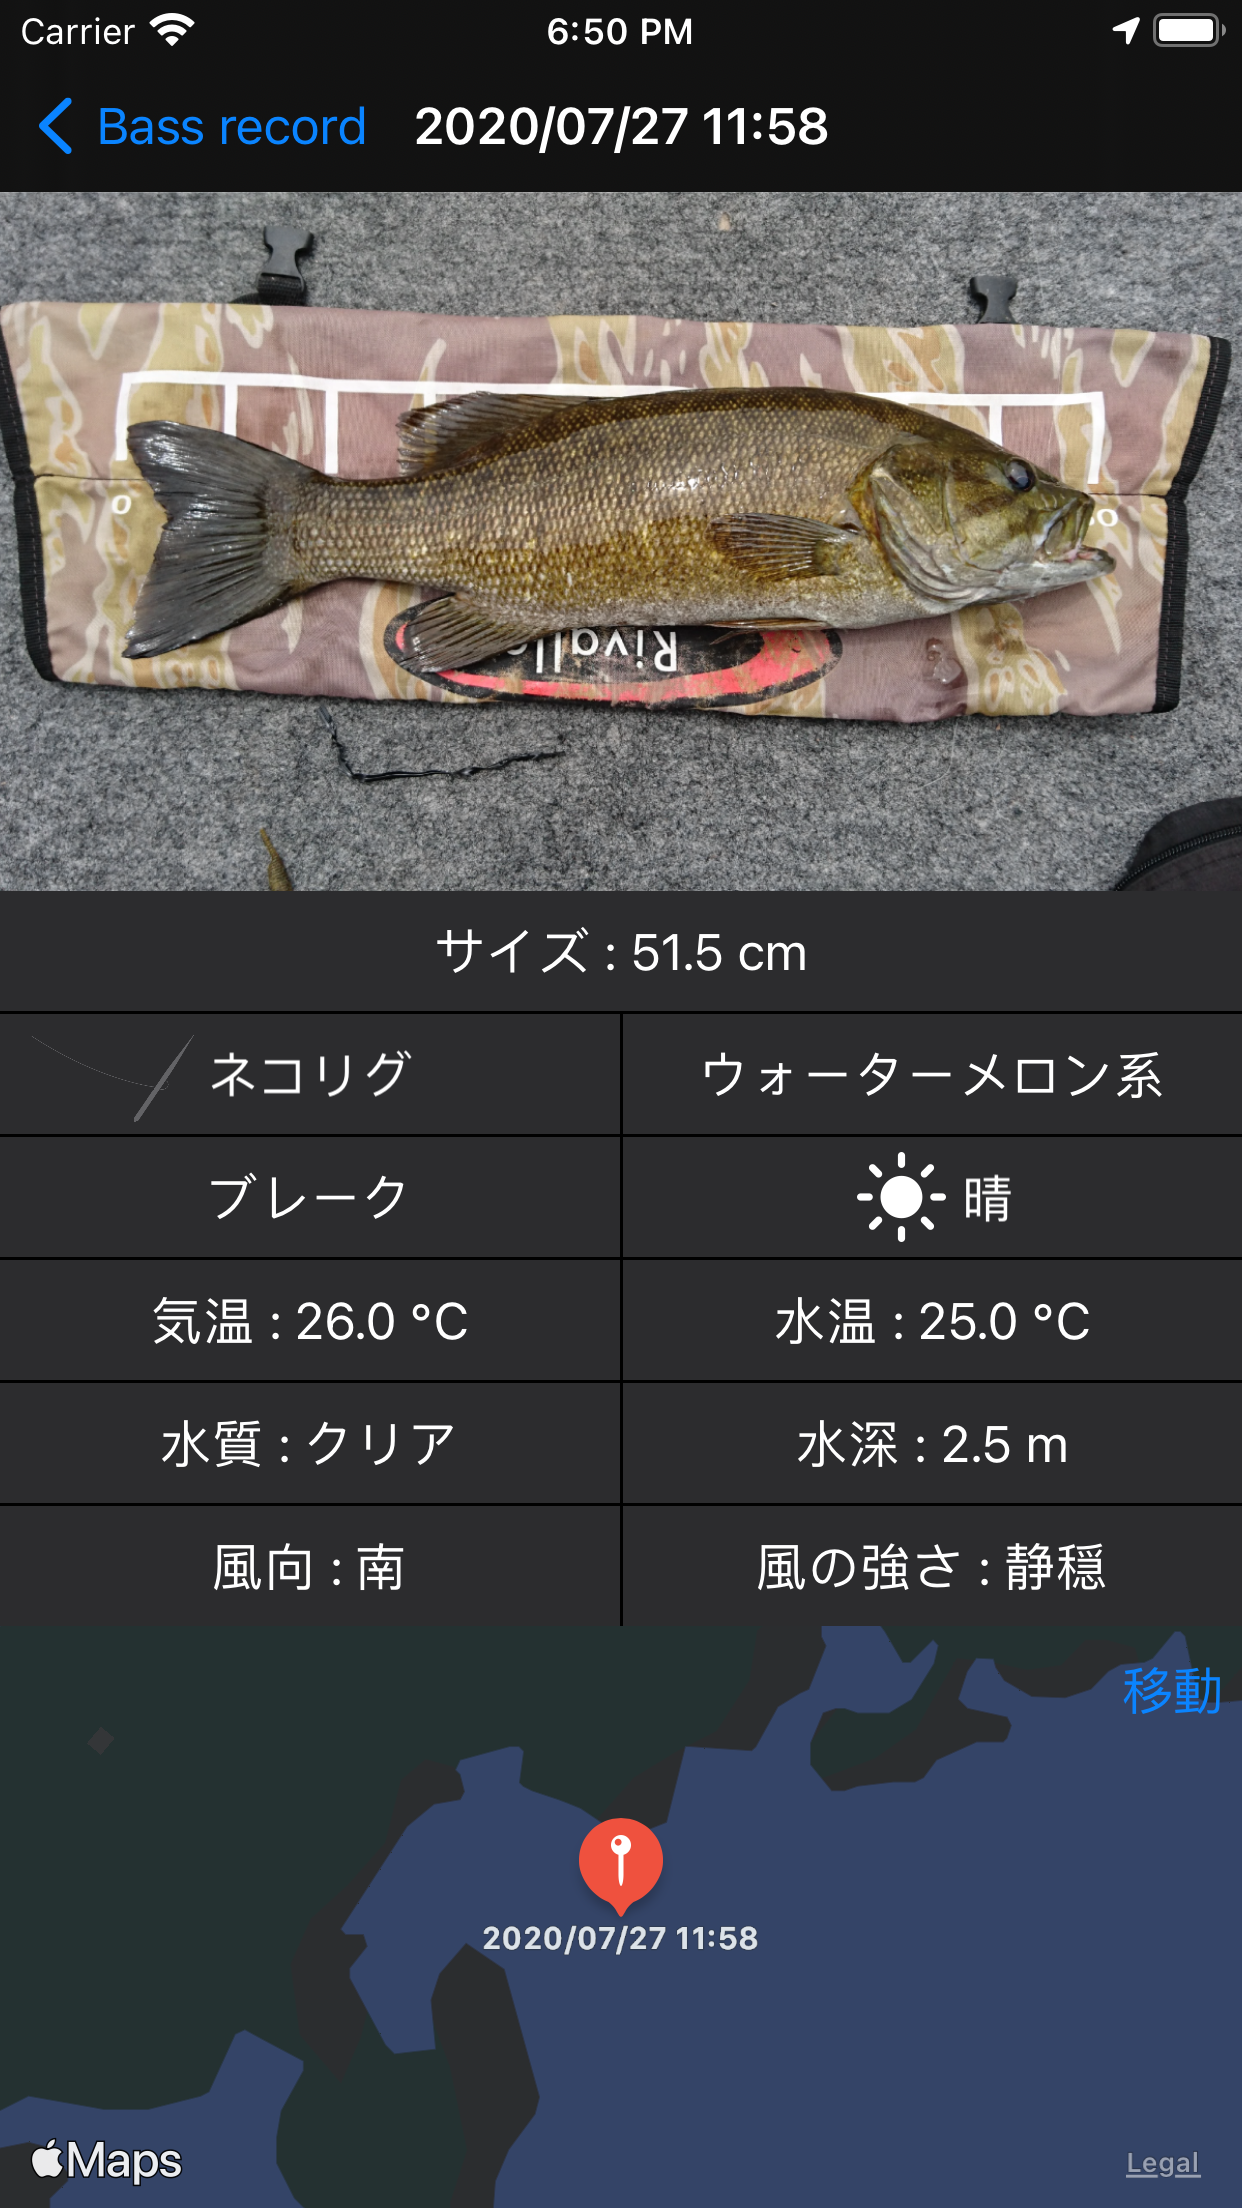 Carrier 6:50 PM
Bass record 2020/07/27 11:58
0
サイズ : 51.5 cm
ネコリグ ウォーターメロン系
ブレーク 晴
気温 : 26.0 °C 水温 : 25.0 °C
水質 : クリア 水深 : 2.5 m
風向 : 南 風の強さ : 静穏
移動
2020/07/27 11:58
Maps Legal